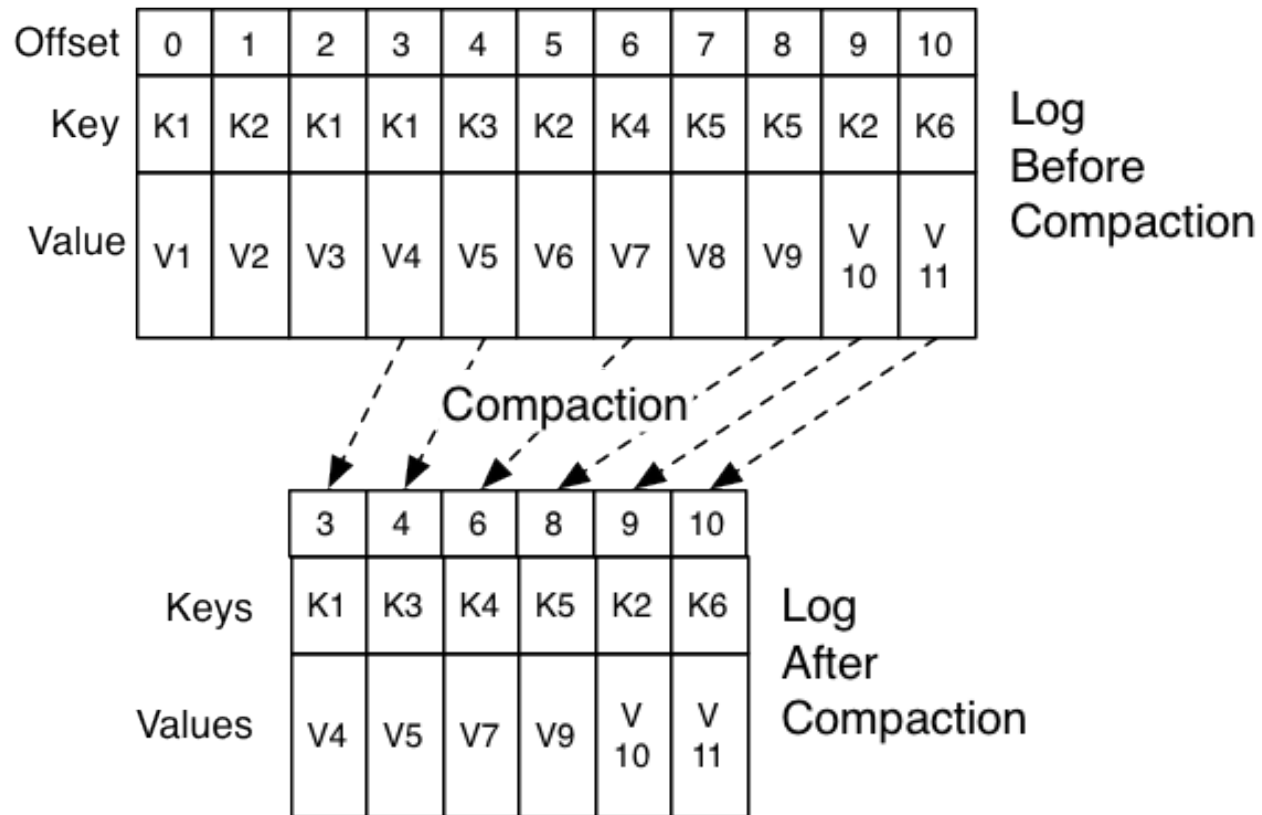 Offset 0 1 2 3 4 5 6 7 8 9 10
Key K1 K2 K1 K1 K3 K2 K4 K5 K5 K2 K6
Value V1 V2 V3 V4 V5 V6 V7 V8 V9 V 10 V 11
Log
Before
Compaction
Compaction
3 4 6 8 9 10
Keys K1 K3 K4 K5 K2 K6
Values V4 V5 V7 V9 V 10 V 11
Log
After
Compaction